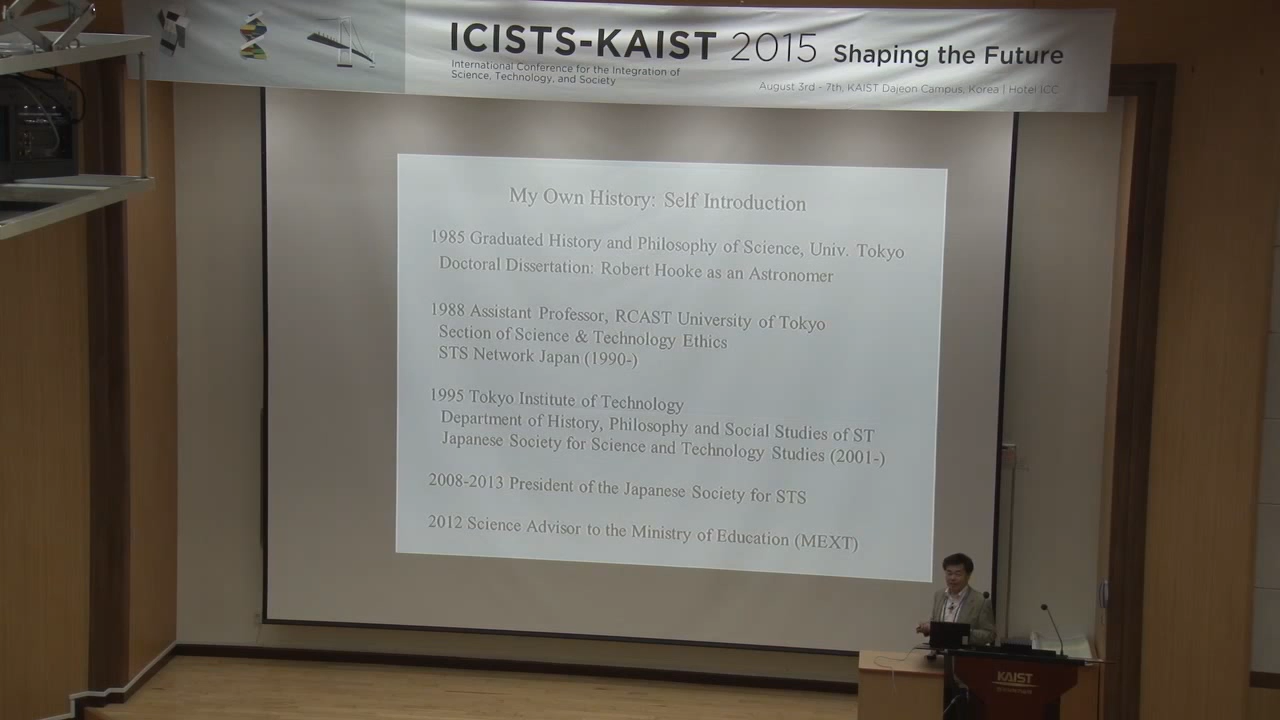 ICISTS-KAIST 2015 Shaping the Future
International Conference for the Integration of
Science, Technology, and Society
August 3rd - 7th, KAIST Dajeon Campus, Korea | Hotel ICC
My Own History: Self Introduction
1985 Graduated History and Philosophy of Science, Univ. Tokyo
Doctoral Dissertation: Robert Hooke as an Astronomer
1988 Assistant Professor, RCAST University of Tokyo
Section of Science & Technology Ethics
STS Network Japan (1990-)
1995 Tokyo Institute of Technology
Department of History, Philosophy and Social Studies of ST
Japanese Society for Science and Technology Studies (2001-)
2008-2013 President of the Japanese Society for STS
2012 Science Advisor to the Ministry of Education (MEXT)
KAIST